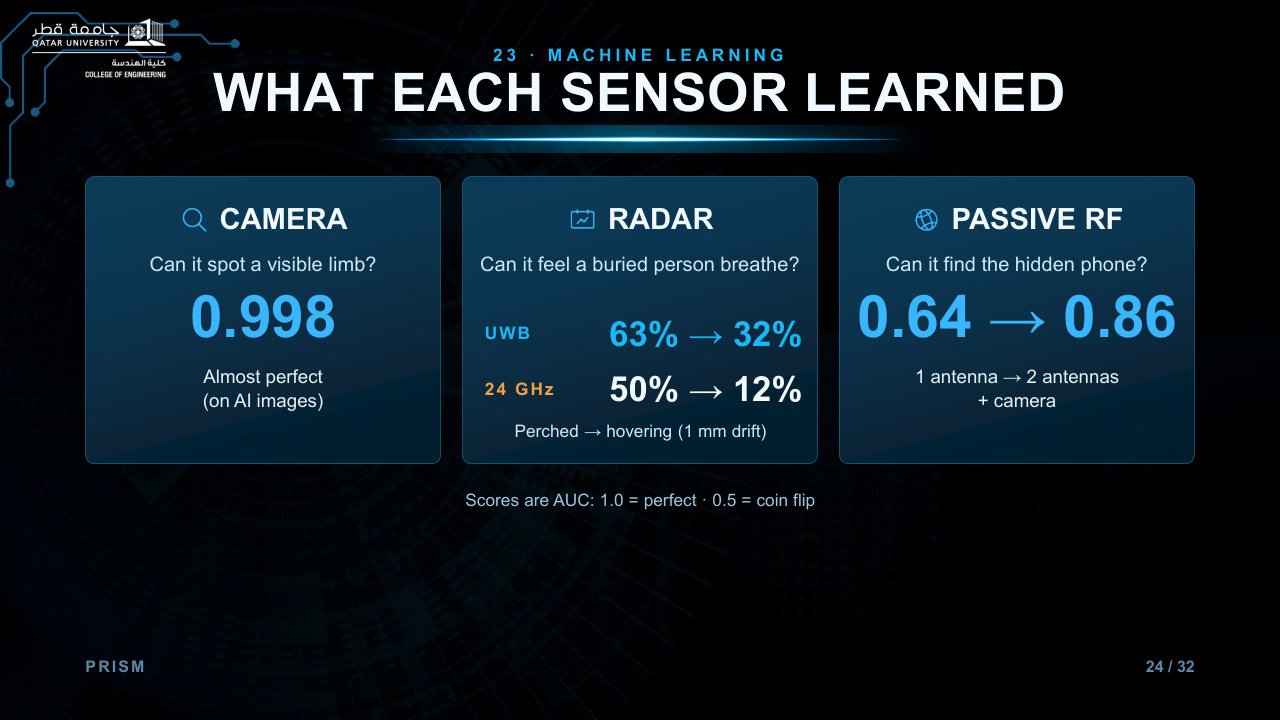 جامعة قطر
QATAR UNIVERSITY
كلية الهندسة
COLLEGE OF ENGINEERING
23 · MACHINE LEARNING
WHAT EACH SENSOR LEARNED
CAMERA
Can it spot a visible limb?
0.998
Almost perfect
(on AI images)
RADAR
Can it feel a buried person breathe?
UWB 63% → 32%
24 GHz 50% → 12%
Perched → hovering (1 mm drift)
PASSIVE RF
Can it find the hidden phone?
0.64 → 0.86
1 antenna → 2 antennas
+ camera
Scores are AUC: 1.0 = perfect · 0.5 = coin flip
PRISM
24 / 32